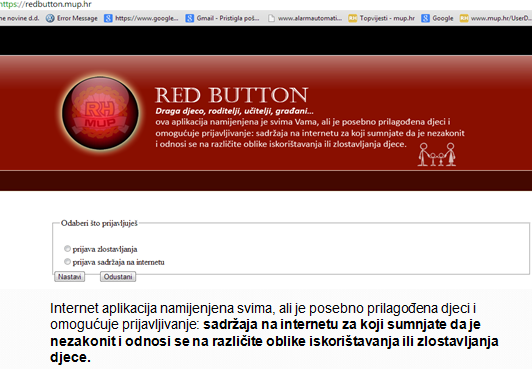 https://redbutton.mup.hr
ne novine d.d. Error Message https://www.google... Gmail - Pristigla poš... www.alarmautomati... Topvijesti - mup.hr Google www.mup.hr/UserD...
RH
MUP
RED BUTTON
Draga djeco, roditelji, učitelji, građani...
ova aplikacija namijenjena je svima Vama, ali je posebno prilagođena djeci i
omogućuje prijavljivanje: sadržaja na internetu za koji sumnjate da je nezakonit
i odnosi se na različite oblike iskorištavanja ili zlostavljanja djece.
Odaberi što prijavljuješ
prijava zlostavljanja
prijava sadržaja na internetu
Nastavi Odustani
Internet aplikacija namijenjena svima, ali je posebno prilagođena djeci i
omogućuje prijavljivanje: sadržaja na internetu za koji sumnjate da je
nezakonit i odnosi se na različite oblike iskorištavanja ili zlostavljanja
djece.